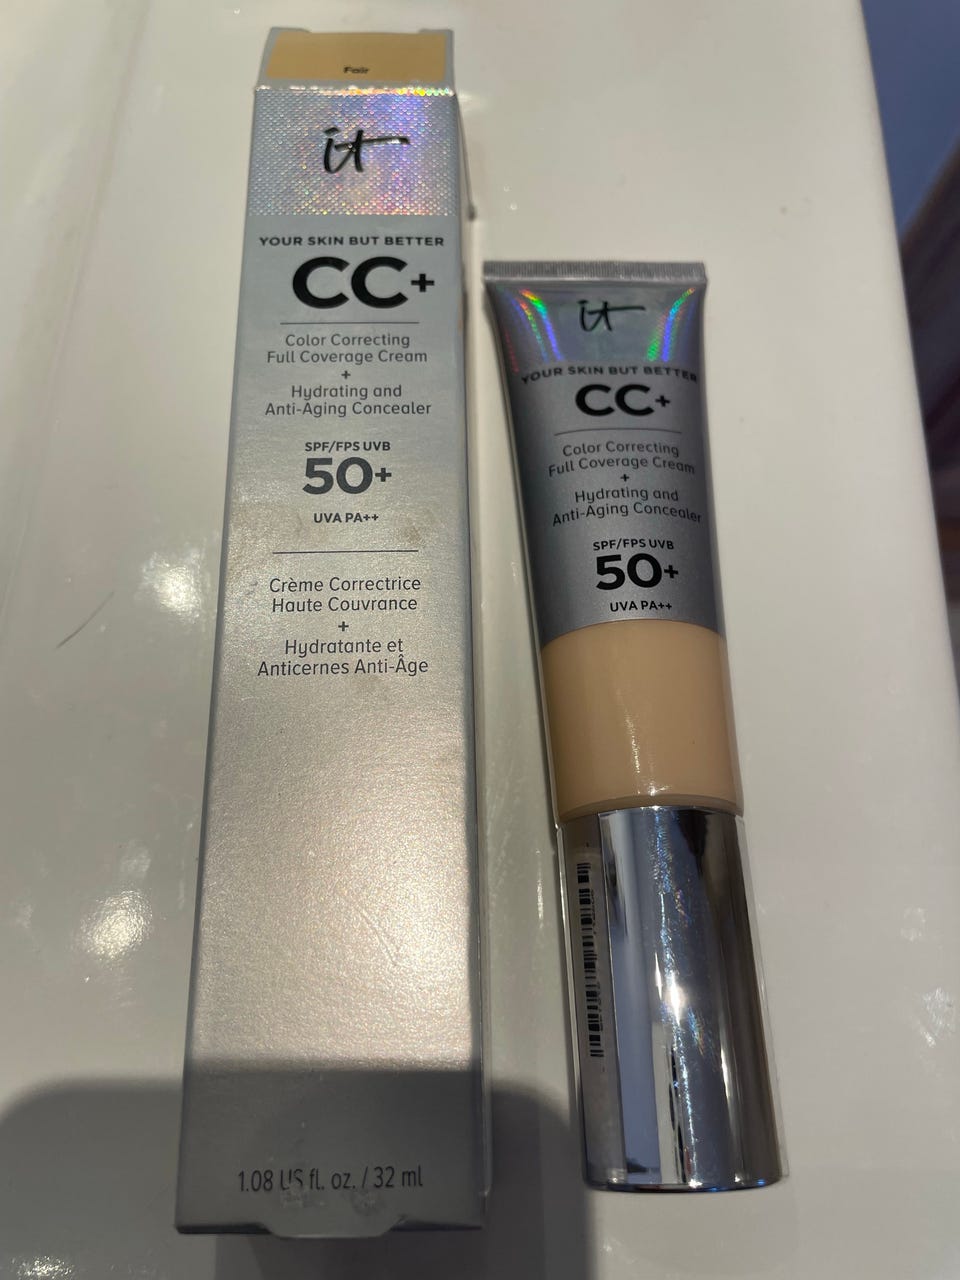 Fair
it
YOUR SKIN BUT BETTER
CC+
Color Correcting
Full Coverage Cream
+
Hydrating and
Anti-Aging Concealer
SPF/FPS UVB
50+
UVA PA++
Crème Correctrice
Haute Couvrance
+
Hydratante et
Anticernes Anti-Âge
1.08 US fl. oz. / 32 ml
it
YOUR SKIN BUT BETTER
CC+
Color Correcting
Full Coverage Cream
+
Hydrating and
Anti-Aging Concealer
SPF/FPS UVB
50+
UVA PA++